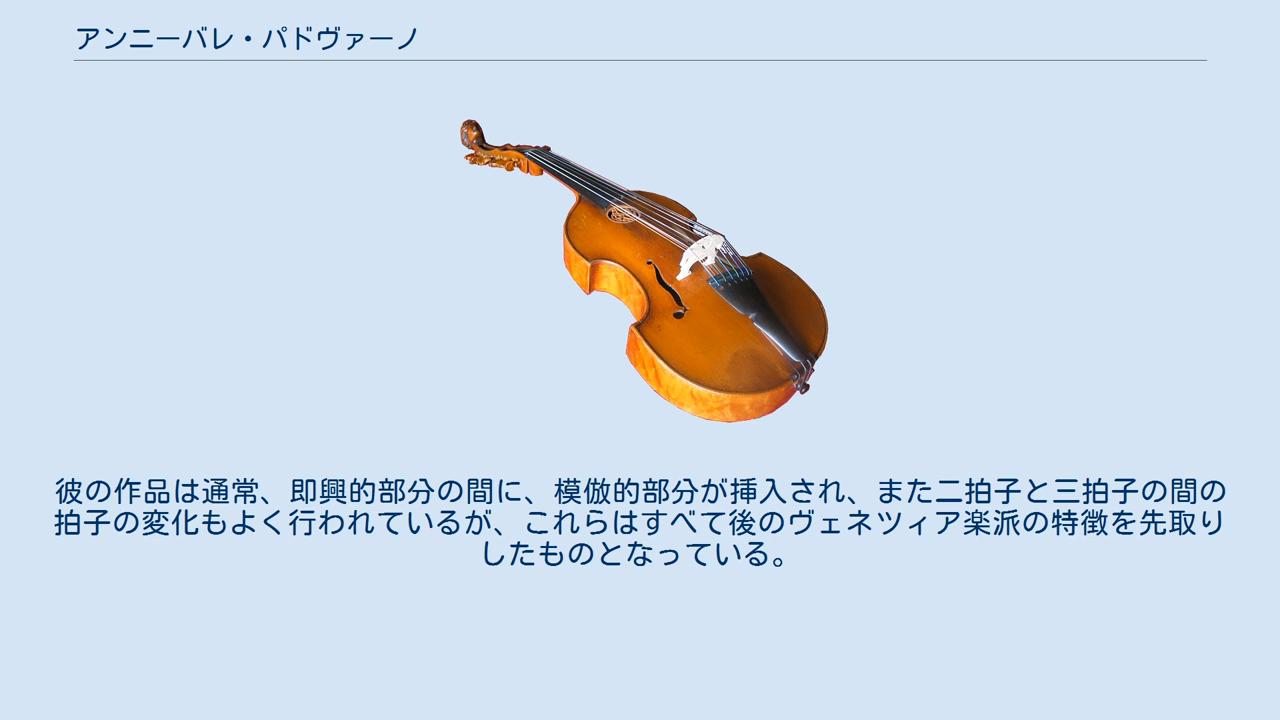 アンニーバレ・パドヴァーノ
彼の作品は通常、即興的部分の間に、模倣的部分が挿入され、また二拍子と三拍子の間の
拍子の変化もよく行われているが、これらはすべて後のヴェネツィア楽派の特徴を先取り
したものとなっている。